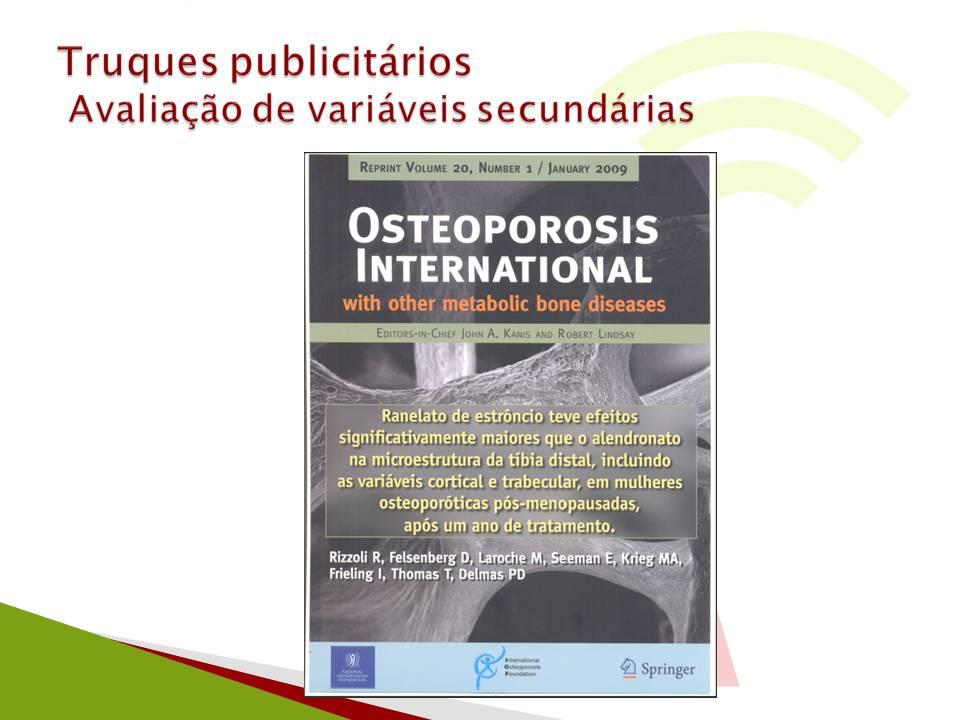 Truques publicitários
Avaliação de variáveis secundárias
REPRINT VOLUME 20, NUMBER 1 / JANUARY 2009
OSTEOPOROSIS
INTERNATIONAL
with other metabolic bone diseases
EDITORS-IN-CHIEF JOHN A. KANIS AND ROBERT LINDSAY
Ranelato de estrôncio teve efeitos
significativamente maiores que o alendronato
na microestrutura da tíbia distal, incluindo
as variáveis cortical e trabecular, em mulheres
osteoporóticas pós-menopausadas,
após um ano de tratamento.
Rizzoli R, Felsenberg D, Laroche M, Seeman E, Krieg MA,
Frieling I, Thomas T, Delmas PD
NATIONAL
OSTEOPOROSIS
FOUNDATION
International
Osteoporosis
Foundation
Springer